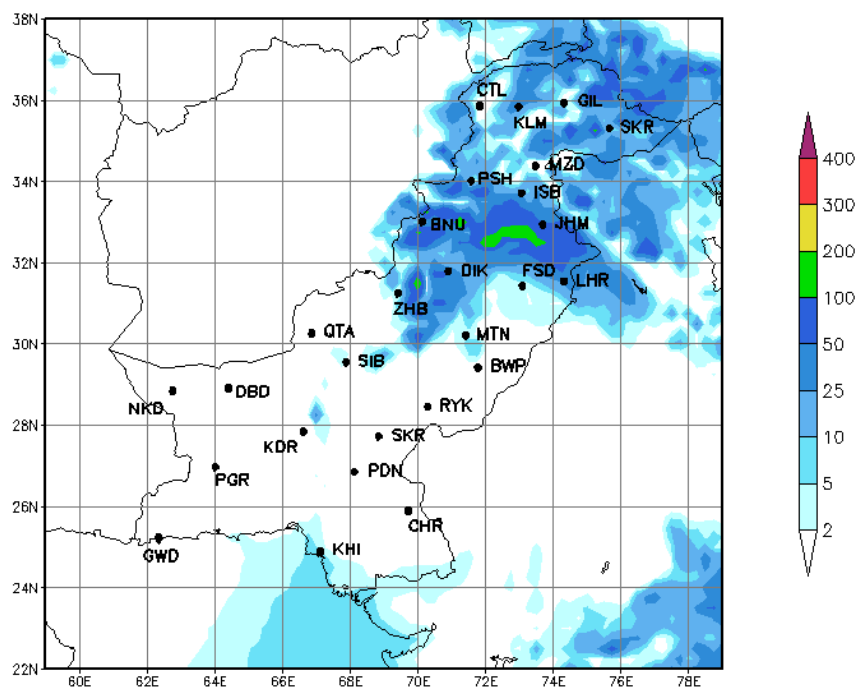 38N
36N
CTL
GIL
KLM
SKR
400
MZD
34N
PSH
300
ISB
BNU
JHM
200
32N
DIK
FSD
LHR
ZHB
100
QTA
MTN
30N
SIB
BWP
50
DBD
NKD
28N
RYK
25
KDR
SKR
PDN
PGR
10
26N
CHR
5
GWD
KHI
2
24N
22N
60E 62E 64E 66E 68E 70E 72E 74E 76E 78E